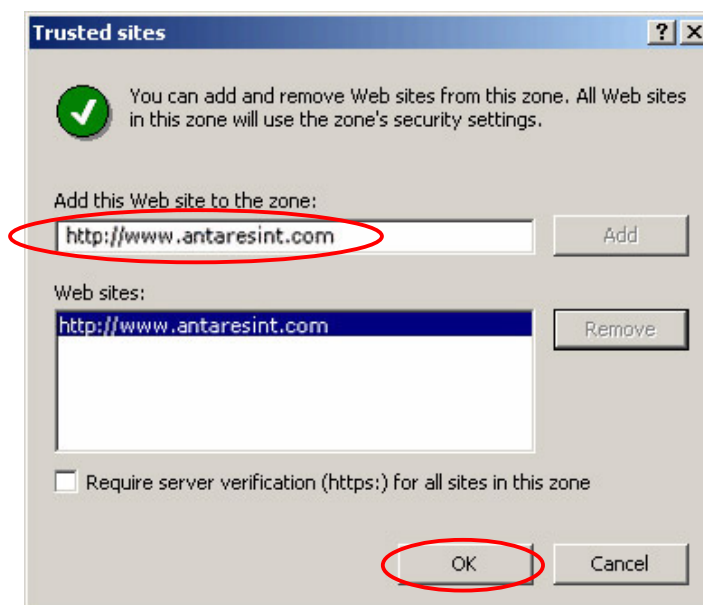 Trusted sites
You can add and remove Web sites from this zone. All Web sites
in this zone will use the zone's security settings.
Add this Web site to the zone:
http://www.antaresint.com
Add
Web sites:
http://www.antaresint.com
Remove
Require server verification (https:) for all sites in this zone
OK
Cancel